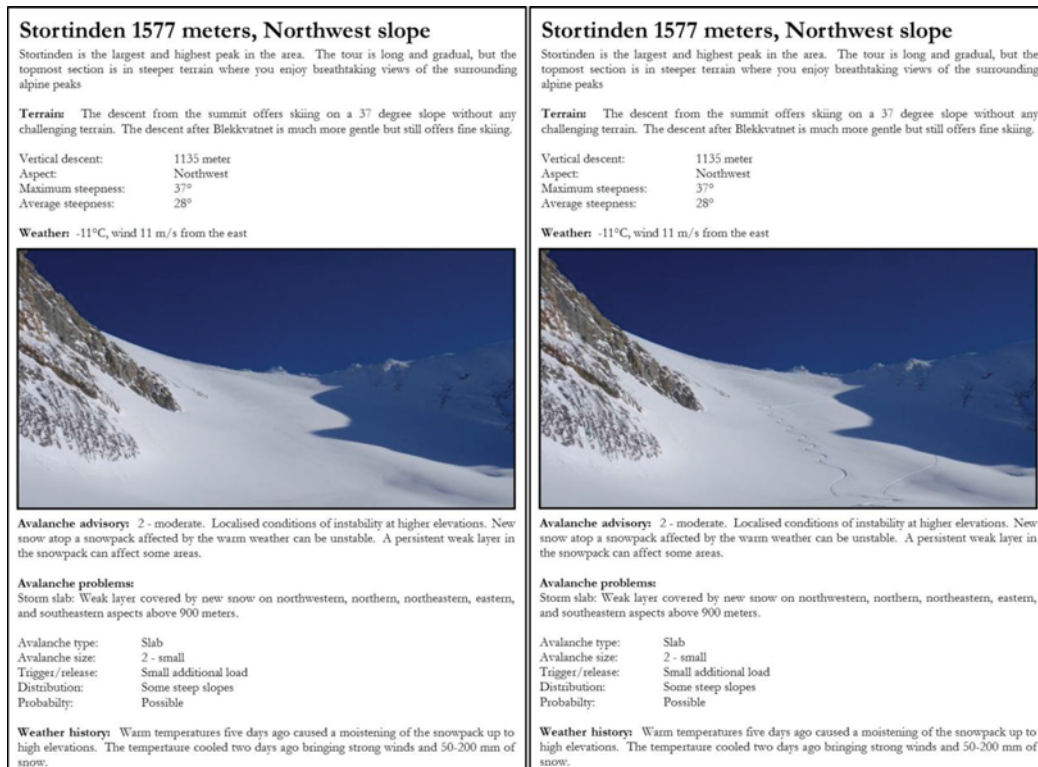 Stortinden 1577 meters, Northwest slope
Stortinden is the largest and highest peak in the area. The tour is long and gradual, but the
topmost section is in steeper terrain where you enjoy breathtaking views of the surrounding
alpine peaks
Terrain: The descent from the summit offers skiing on a 37 degree slope without any
challenging terrain. The descent after Blekkvatnet is much more gentle but still offers fine skiing.
Vertical descent: 1135 meter
Aspect: Northwest
Maximum steepness: 37°
Average steepness: 28°
Weather: -11°C, wind 11 m/s from the east
Avalanche advisory: 2 - moderate. Localised conditions of instability at higher elevations. New
snow atop a snowpack affected by the warm weather can be unstable. A persistent weak layer in
the snowpack can affect some areas.
Avalanche problems:
Storm slab: Weak layer covered by new snow on northwestern, northern, northeastern, eastern,
and southeastern aspects above 900 meters.
Avalanche type: Slab
Avalanche size: 2 - small
Trigger/release: Small additional load
Distribution: Some steep slopes
Probabilty: Possible
Weather history: Warm temperatures five days ago caused a moistening of the snowpack up to
high elevations. The tempertaure cooled two days ago bringing strong winds and 50-200 mm of
snow.
Stortinden 1577 meters, Northwest slope
Stortinden is the largest and highest peak in the area. The tour is long and gradual, but the
topmost section is in steeper terrain where you enjoy breathtaking views of the surrounding
alpine peaks
Terrain: The descent from the summit offers skiing on a 37 degree slope without any
challenging terrain. The descent after Blekkvatnet is much more gentle but still offers fine skiing.
Vertical descent: 1135 meter
Aspect: Northwest
Maximum steepness: 37°
Average steepness: 28°
Weather: -11°C, wind 11 m/s from the east
Avalanche advisory: 2 - moderate. Localised conditions of instability at higher elevations. New
snow atop a snowpack affected by the warm weather can be unstable. A persistent weak layer in
the snowpack can affect some areas.
Avalanche problems:
Storm slab: Weak layer covered by new snow on northwestern, northern, northeastern, eastern,
and southeastern aspects above 900 meters.
Avalanche type: Slab
Avalanche size: 2 - small
Trigger/release: Small additional load
Distribution: Some steep slopes
Probabilty: Possible
Weather history: Warm temperatures five days ago caused a moistening of the snowpack up to
high elevations. The tempertaure cooled two days ago bringing strong winds and 50-200 mm of
snow.